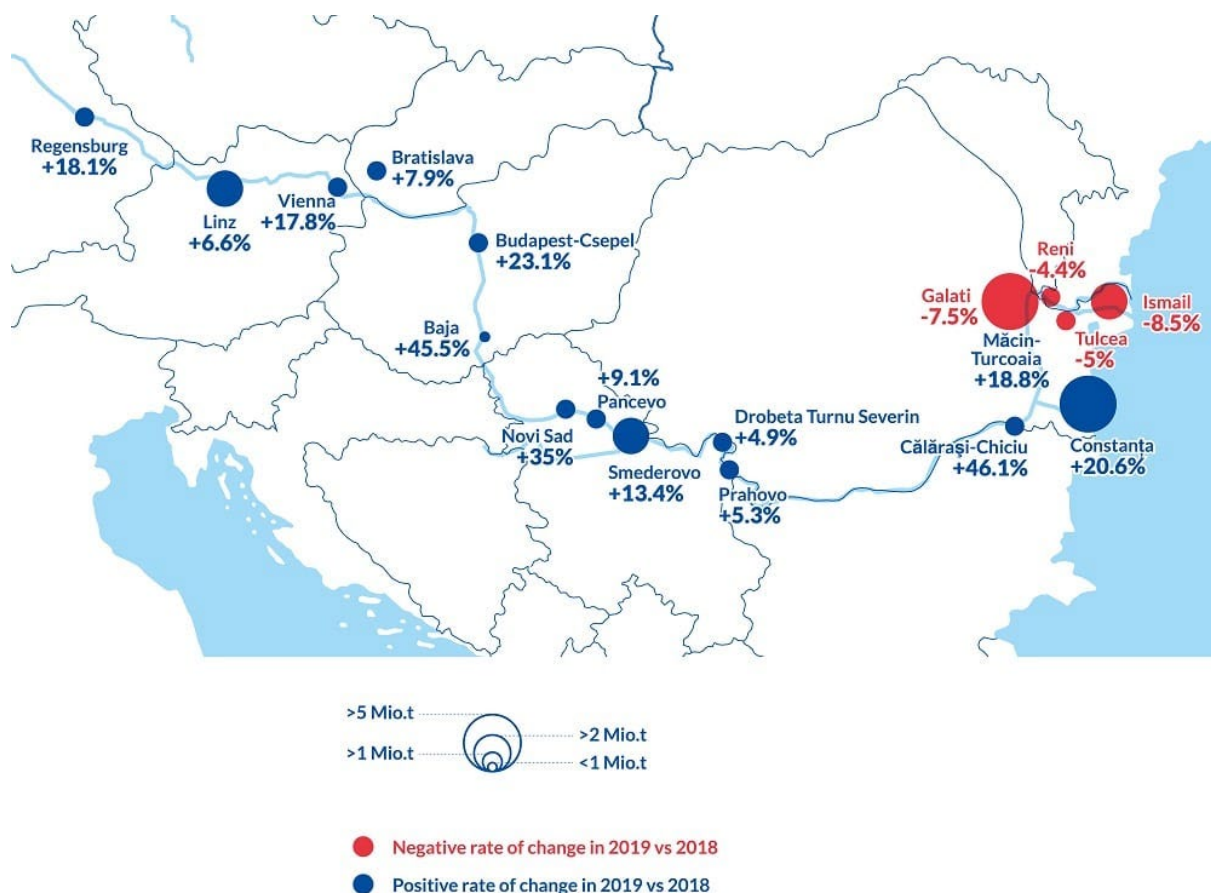 Regensburg
+18.1%
Linz
+6.6%
Vienna
+17.8%
Bratislava
+7.9%
Budapest-Csepel
+23.1%
Baja
+45.5%
Novi Sad
+35%
+9.1%
Panĉevo
Smederovo
+13.4%
Drobeta Turnu Severin
+4.9%
Prahovo
+5.3%
Călărași-Chiciu
+46.1%
Constanța
+20.6%
Măcin-
Turcoaia
+18.8%
Galati
-7.5%
Reni
-4.4%
Tulcea
-5%
Ismail
-8.5%
>5 Mio.t
>2 Mio.t
>1 Mio.t
<1 Mio.t
Negative rate of change in 2019 vs 2018
Positive rate of change in 2019 vs 2018